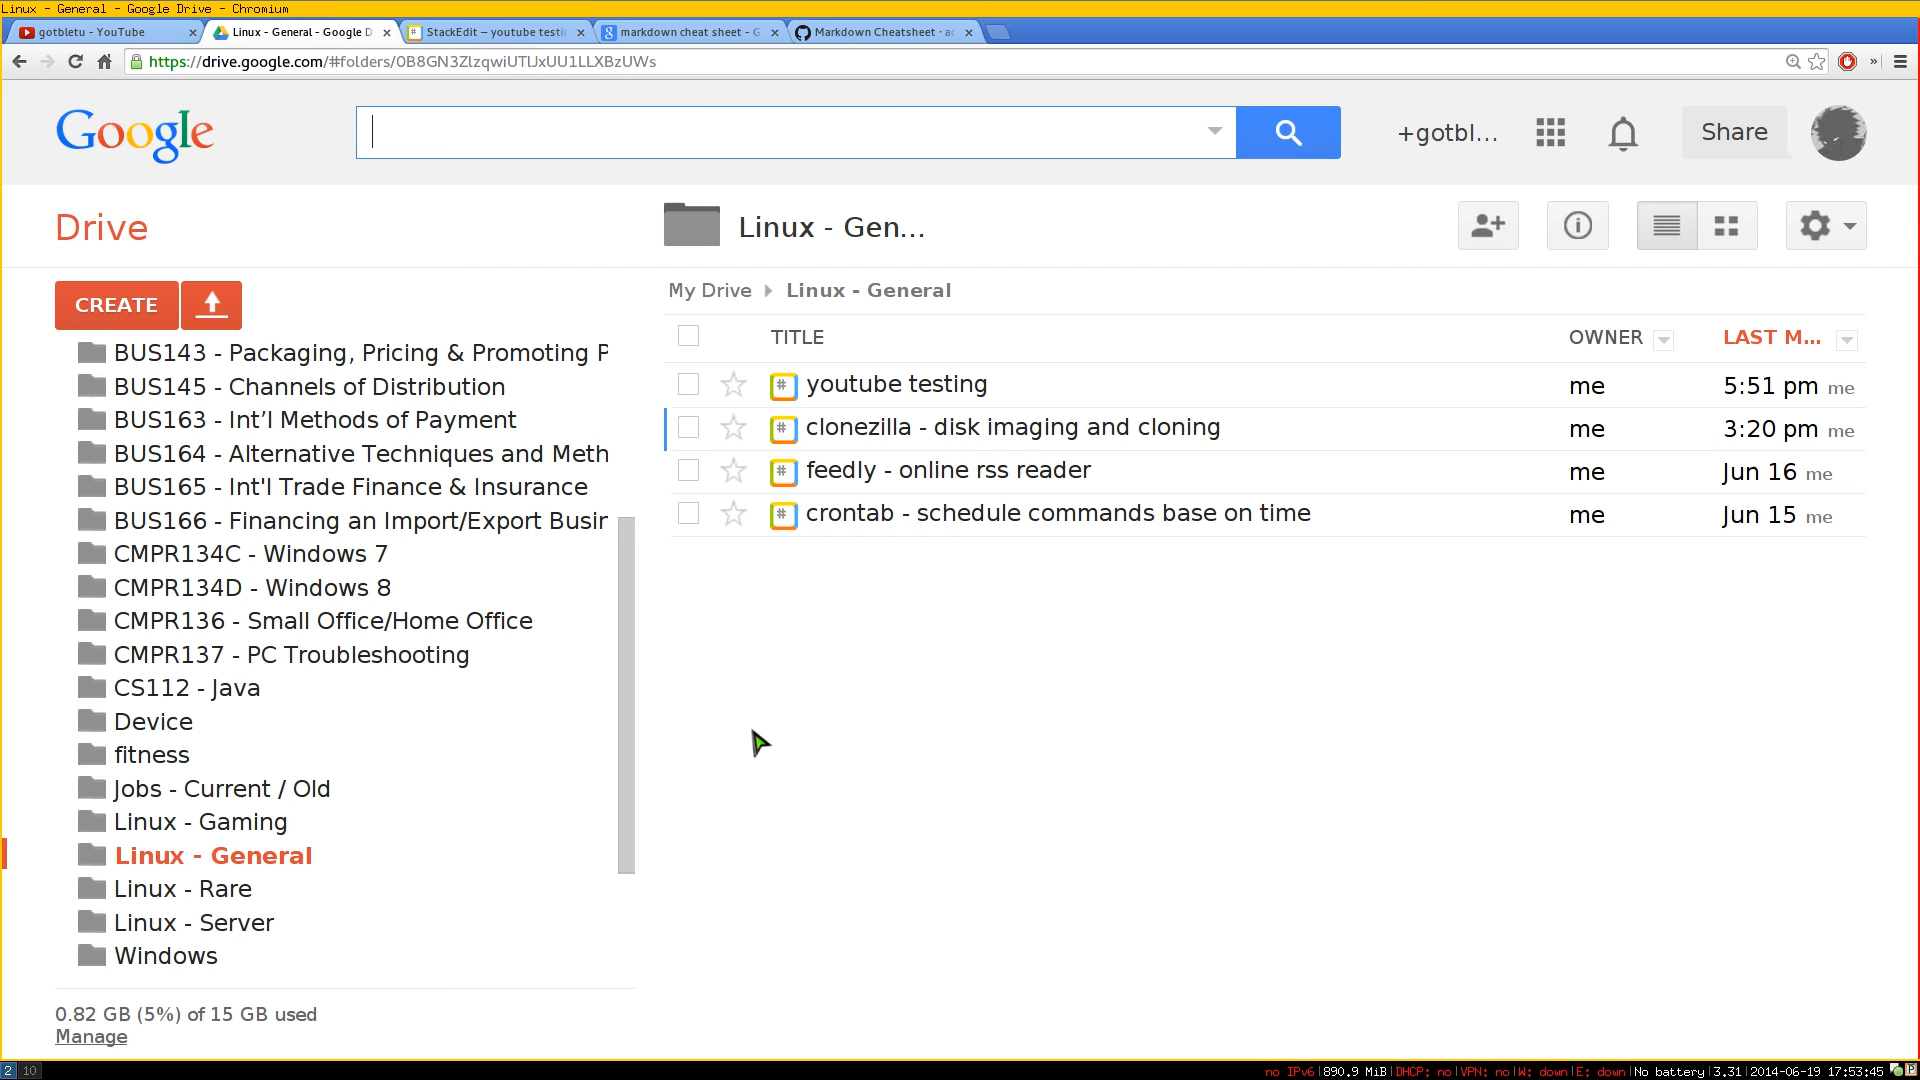 Linux - General - Google Drive - Chromium
gotbletu - YouTube
Linux - General - Google D
StackEdit – youtube testi
markdown cheat sheet - G
Markdown Cheatsheet · a
https://drive.google.com/#folders/0B8GN3ZlzqwiUTUxUU1LLXBzUWs
Google
+gotbl...
Share
Drive
Linux - Gen...
CREATE
My Drive
Linux - General
TITLE
OWNER
LAST M...
youtube testing
me
5:51 pm me
clonezilla - disk imaging and cloning
me
3:20 pm me
feedly - online rss reader
me
Jun 16 me
crontab - schedule commands base on time
me
Jun 15 me
BUS143 - Packaging, Pricing & Promoting P
BUS145 - Channels of Distribution
BUS163 - Int’l Methods of Payment
BUS164 - Alternative Techniques and Meth
BUS165 - Int'l Trade Finance & Insurance
BUS166 - Financing an Import/Export Busin
CMPR134C - Windows 7
CMPR134D - Windows 8
CMPR136 - Small Office/Home Office
CMPR137 - PC Troubleshooting
CS112 - Java
Device
fitness
Jobs - Current / Old
Linux - Gaming
Linux - General
Linux - Rare
Linux - Server
Windows
0.82 GB (5%) of 15 GB used
Manage
2 10
no IPv6|890.9 MiB|DHCP: no|VPN: no|W: down|E: down|No battery|3.31|2014-06-19 17:53:45